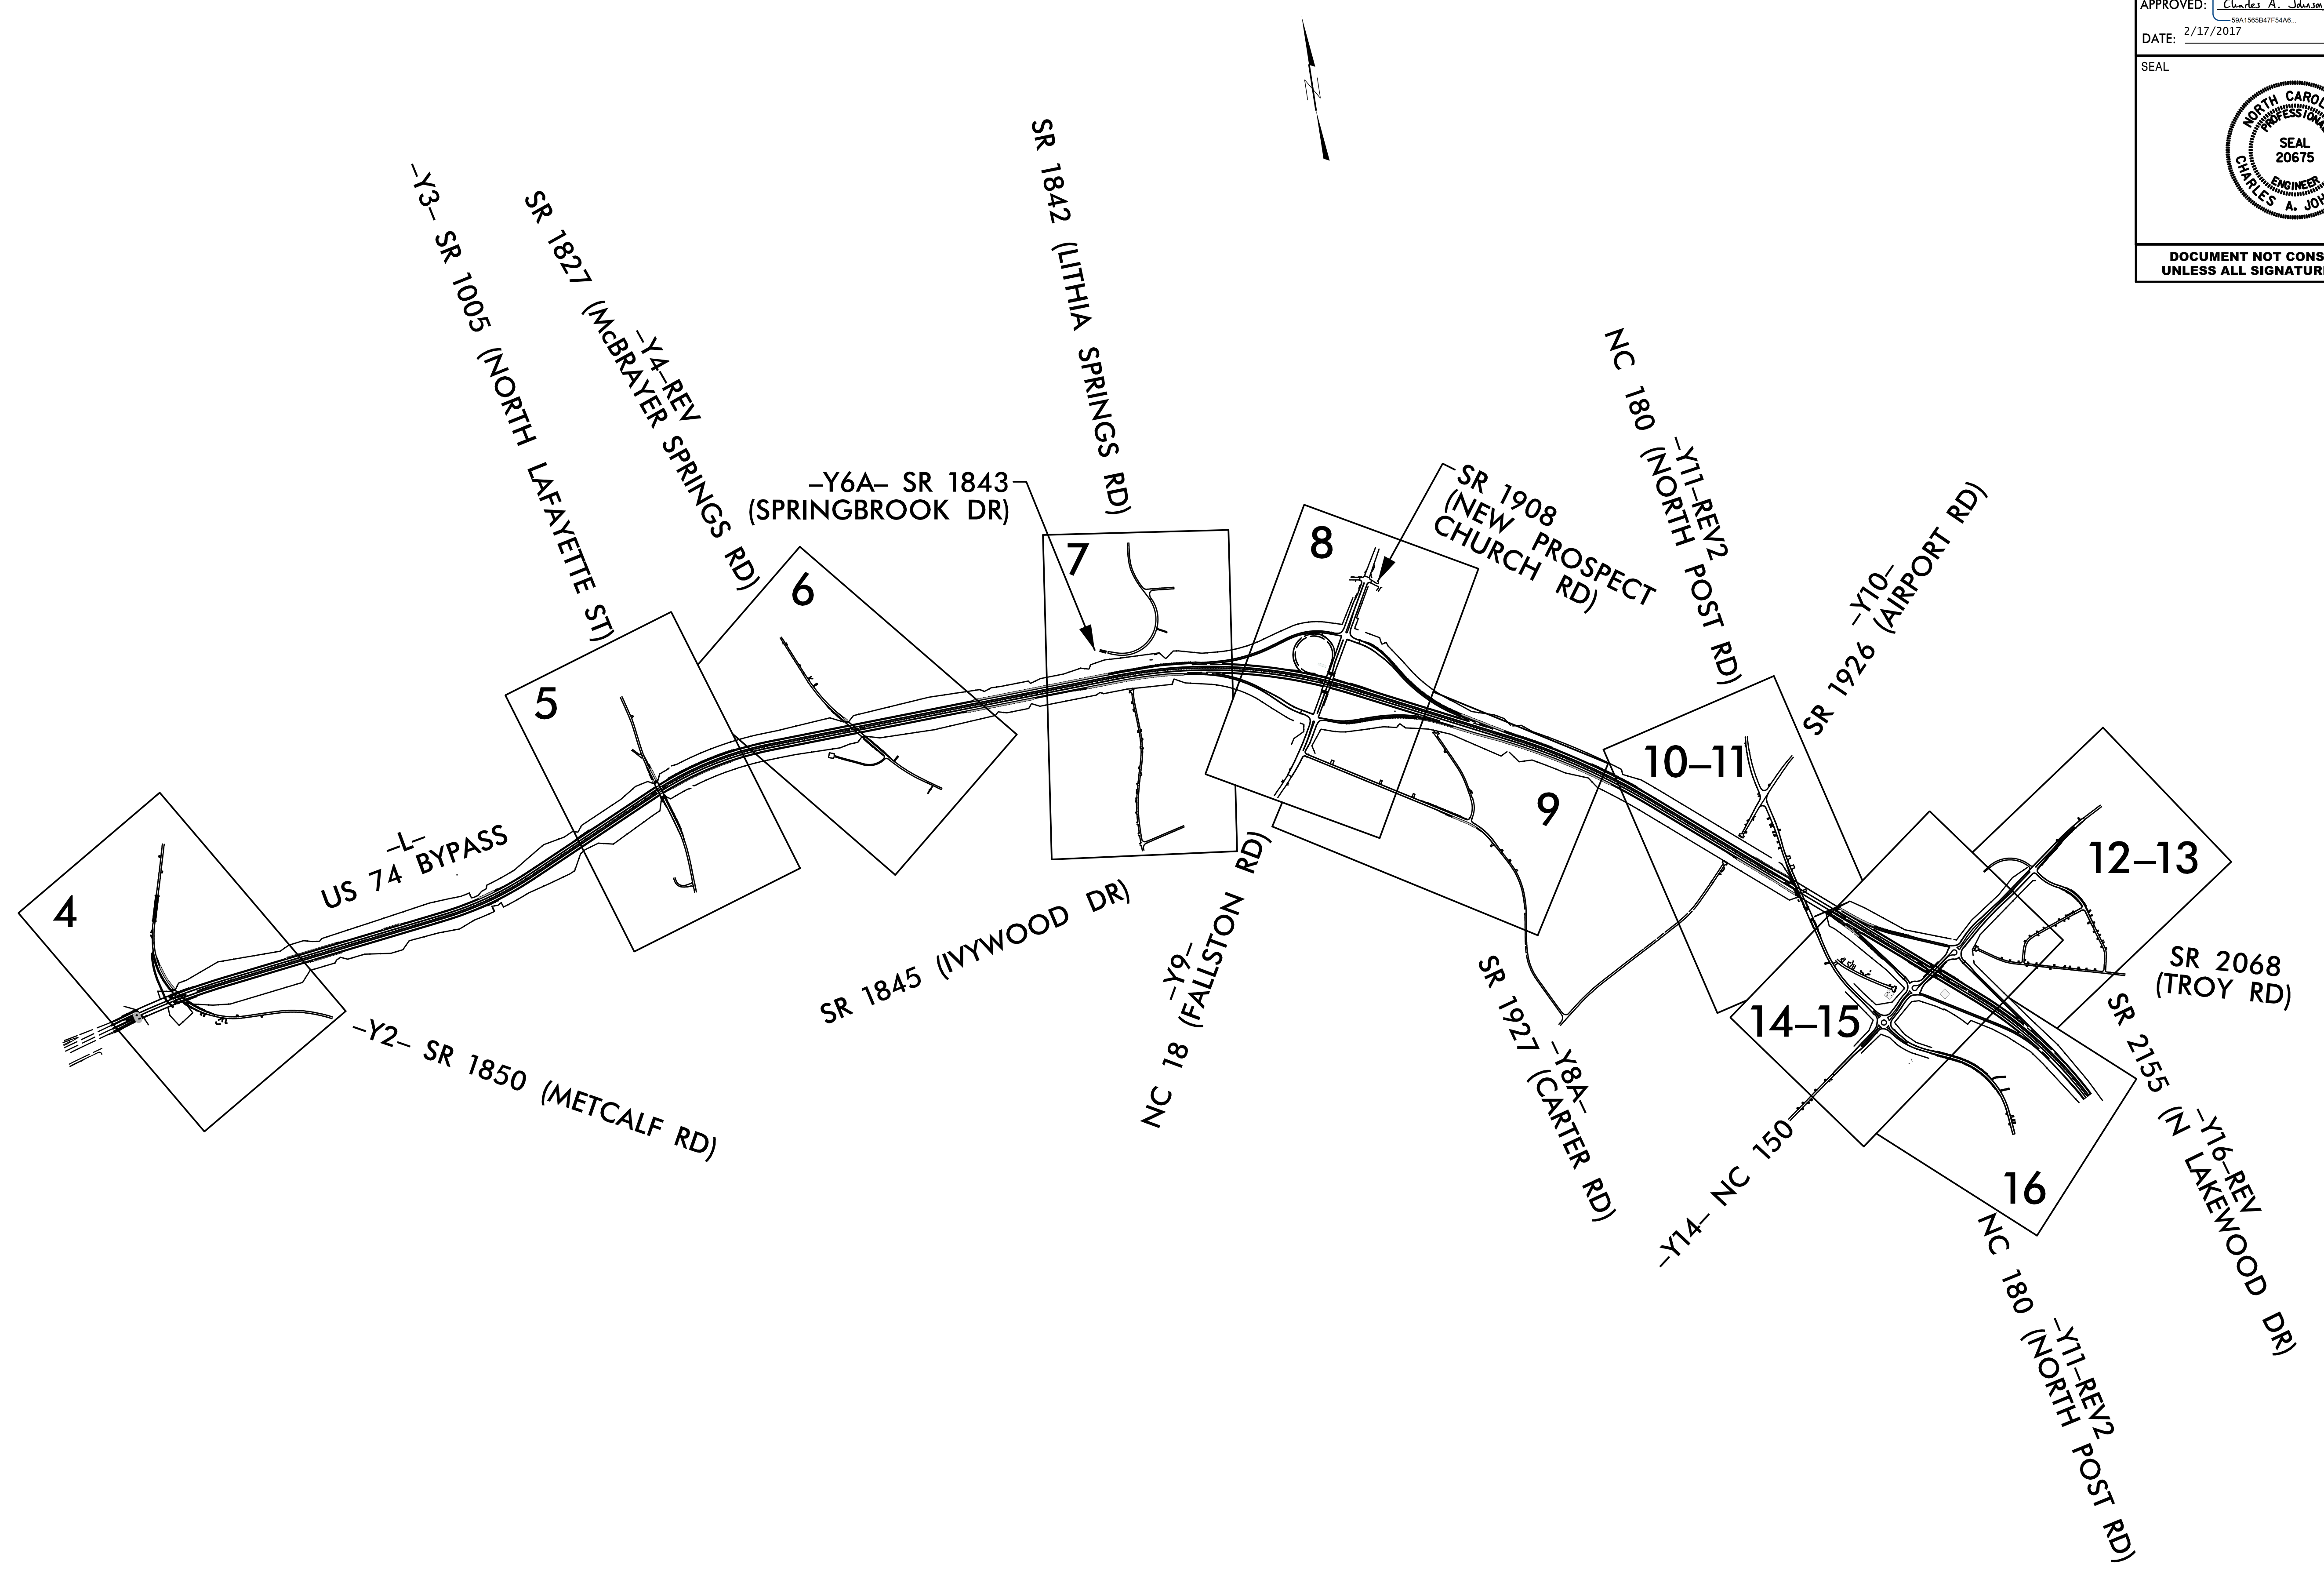 APPROVED: Charles A.
59A1565B47F54A6...
DATE: 2/17/2017
SEAL
NORTH
PROFESSIONAL
SEAL
20675
ENGINEER
CHARLES A.
DOCUMENT NOT
UNLESS ALL
–Y3– SR 1005 (NORTH LAFAYETTE ST)
–Y4–REV
SR 1827 (McBRAYER SPRINGS RD)
SR 1842 (LITHIA SPRINGS RD)
N
–Y6A– SR 1843
(SPRINGBROOK DR)
SR 1908
(NEW PROSPECT
CHURCH RD)
–Y11–REV2
NC 180 (NORTH POST RD)
–Y10–
SR 1926 (AIRPORT RD)
4
5
6
7
8
9
10–11
12–13
14–15
16
–L–
US 74 BYPASS
–Y2– SR 1850 (METCALF RD)
SR 1845 (IVYWOOD DR)
–Y9–
NC 18 (FALLSTON RD)
–Y8A–
SR 1927 (CARTER RD)
–Y14– NC 150
SR 2068
(TROY RD)
–Y16–REV
SR 2155 (N LAKEWOOD DR)
–Y11–REV2
NC 180 (NORTH POST RD)